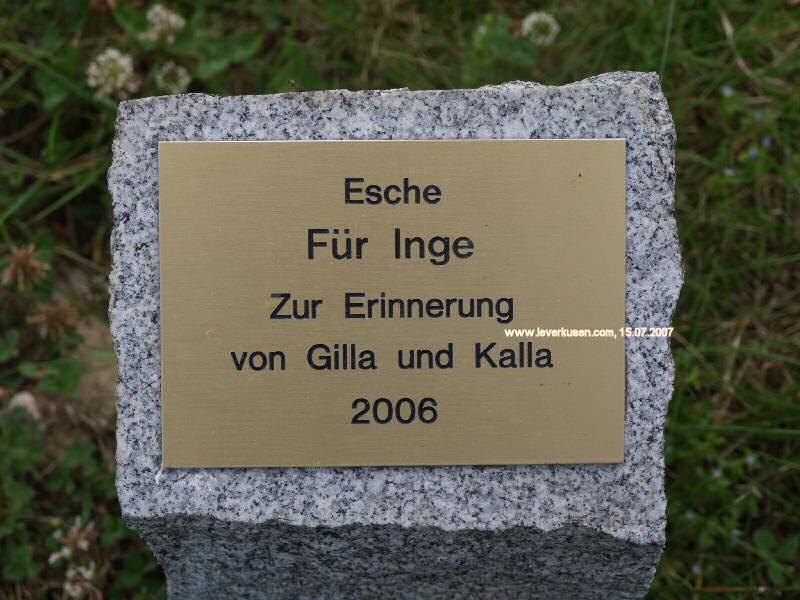 Esche
Für Inge
Zur Erinnerung
www.leverkusen.com, 15.07.2007
von Gilla und Kalla
2006